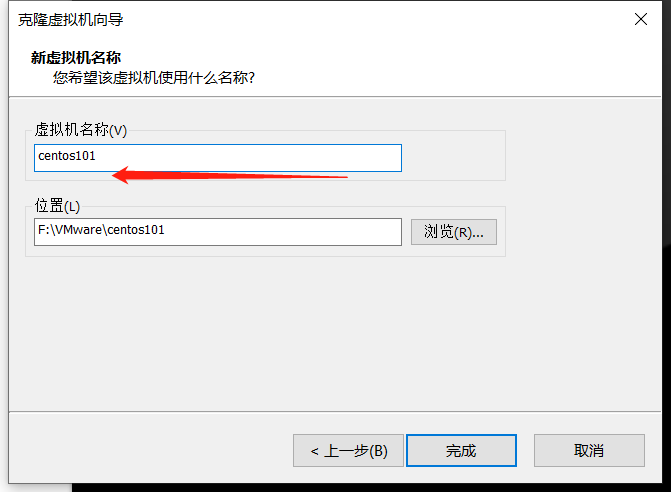 克隆虚拟机向导
新虚拟机名称
您希望该虚拟机使用什么名称?
虚拟机名称(V)
centos101
位置(L)
F:\VMware\centos101
浏览(R)...
< 上一步(B)
完成
取消